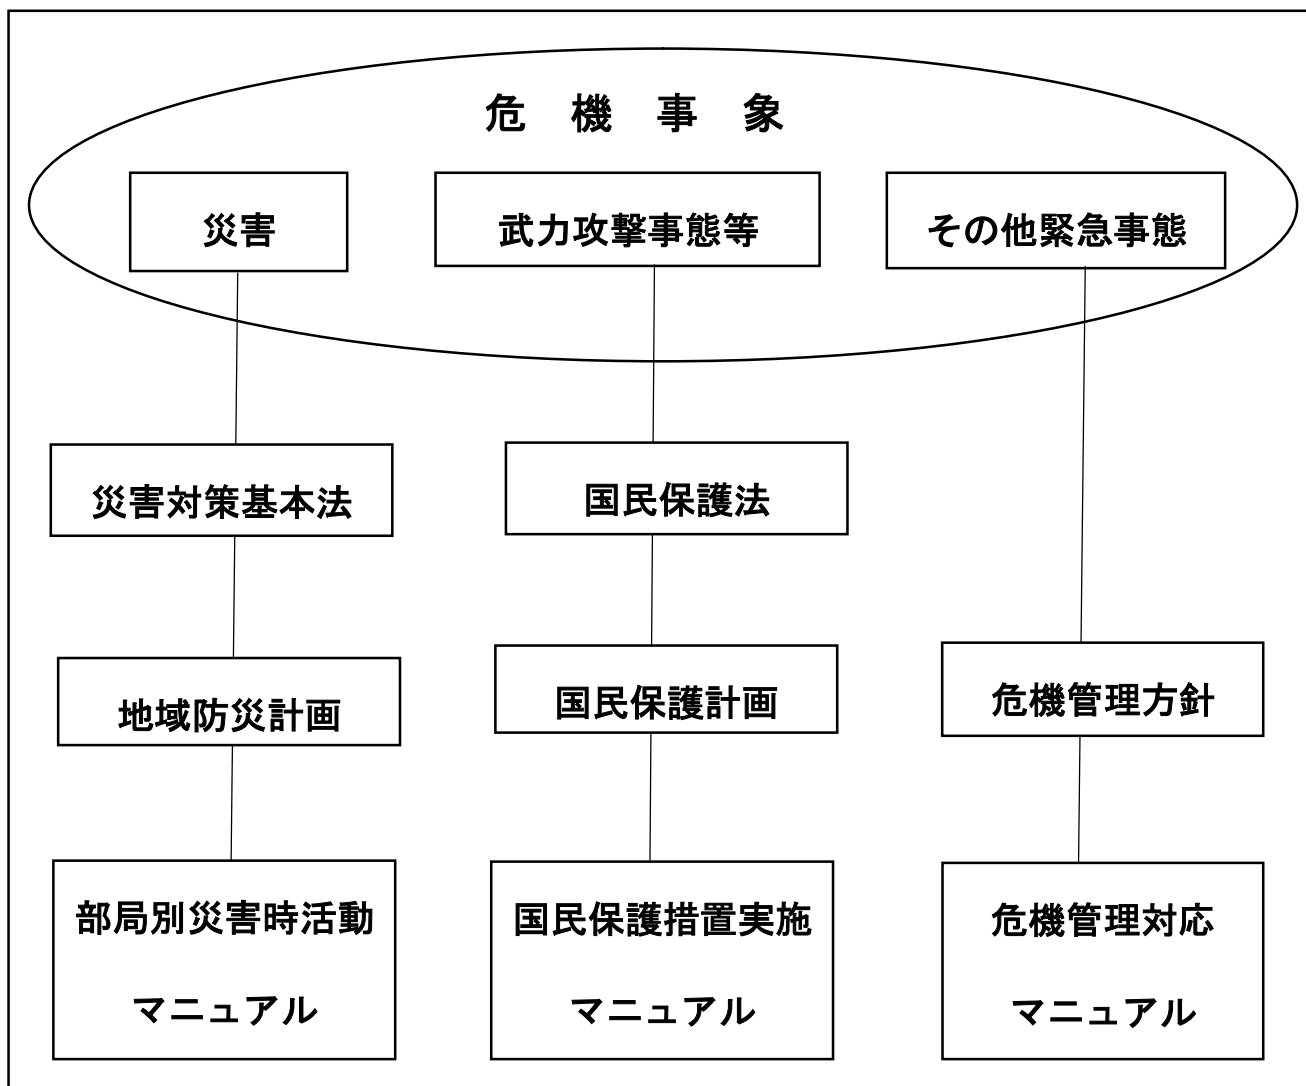 危機事象
災害
武力攻撃事態等
その他緊急事態
災害対策基本法
国民保護法
地域防災計画
国民保護計画
危機管理方針
部局別災害時活動
マニュアル
国民保護措置実施
マニュアル
危機管理対応
マニュアル